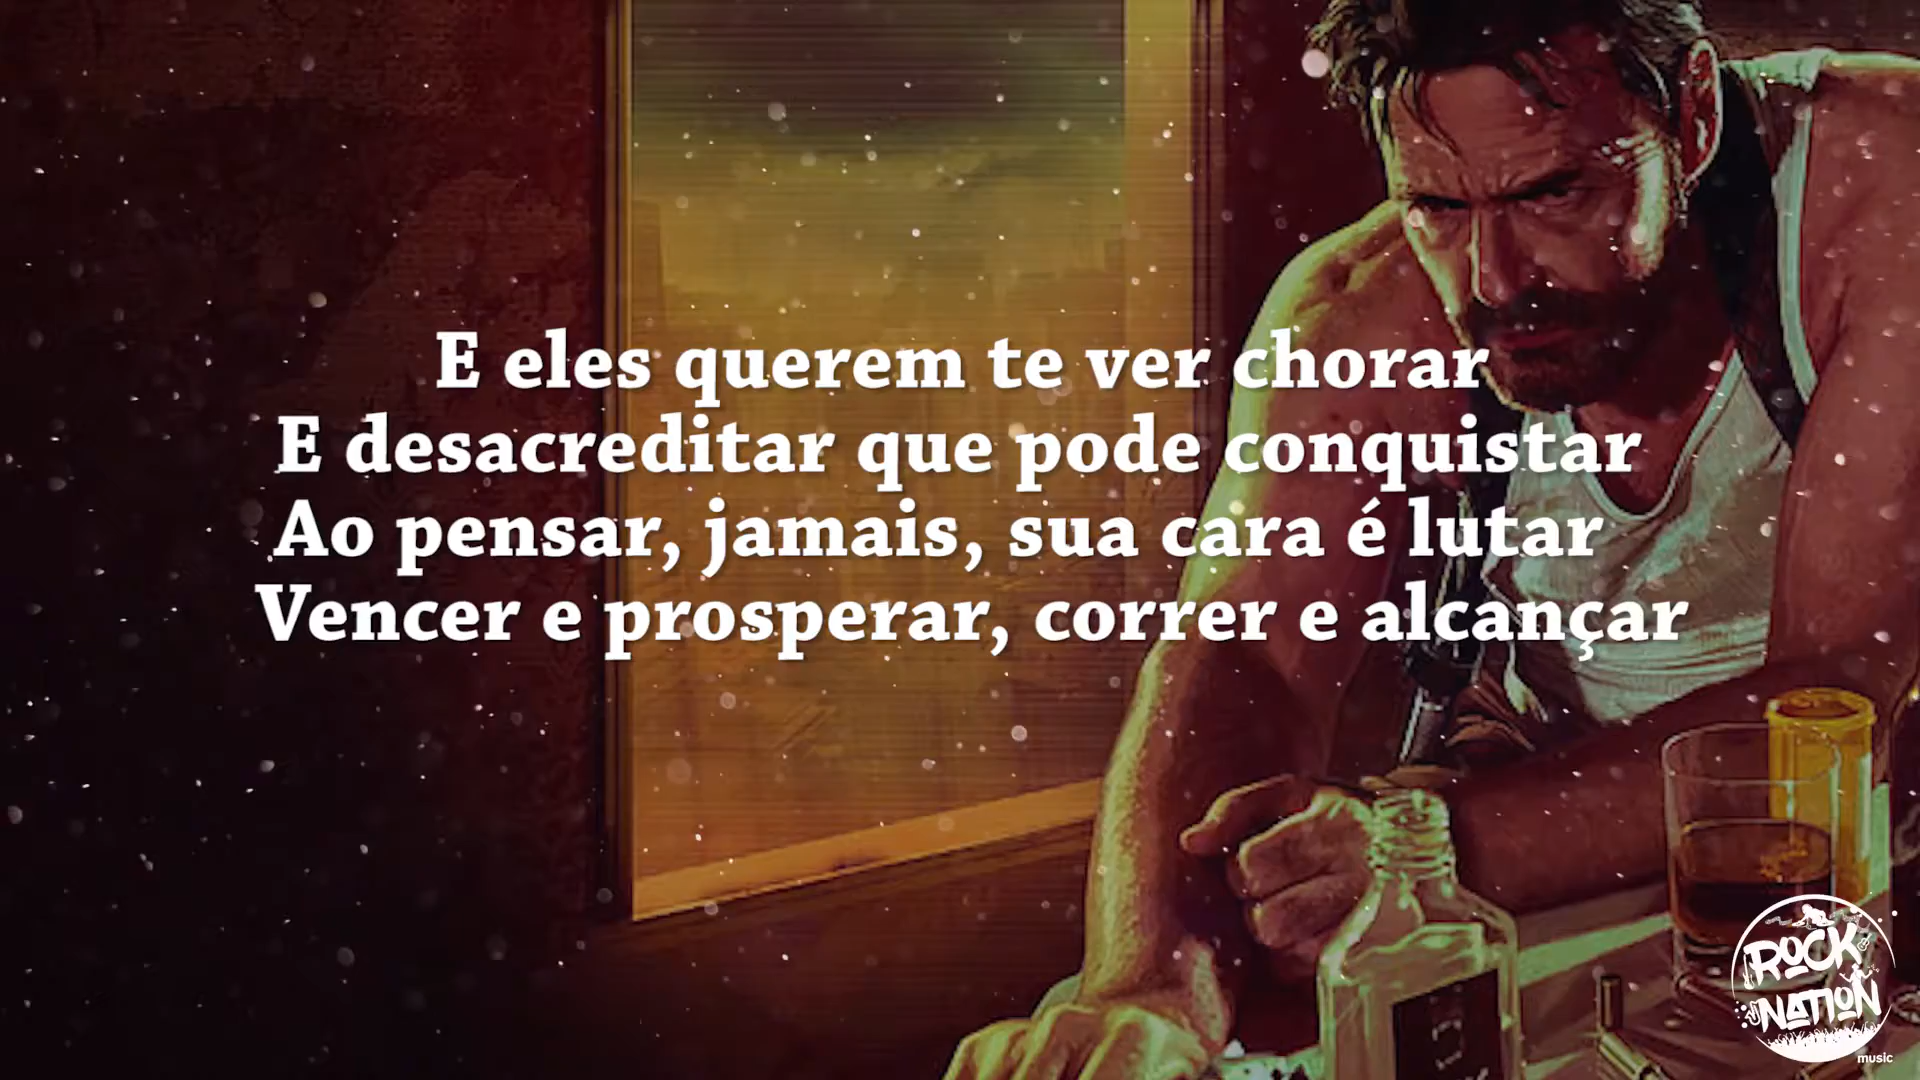 E eles querem te ver chorar
E desacreditar que pode conquistar
Ao pensar, jamais, sua cara é lutar
Vencer e prosperar, correr e alcançar
ROCK
NATION
music